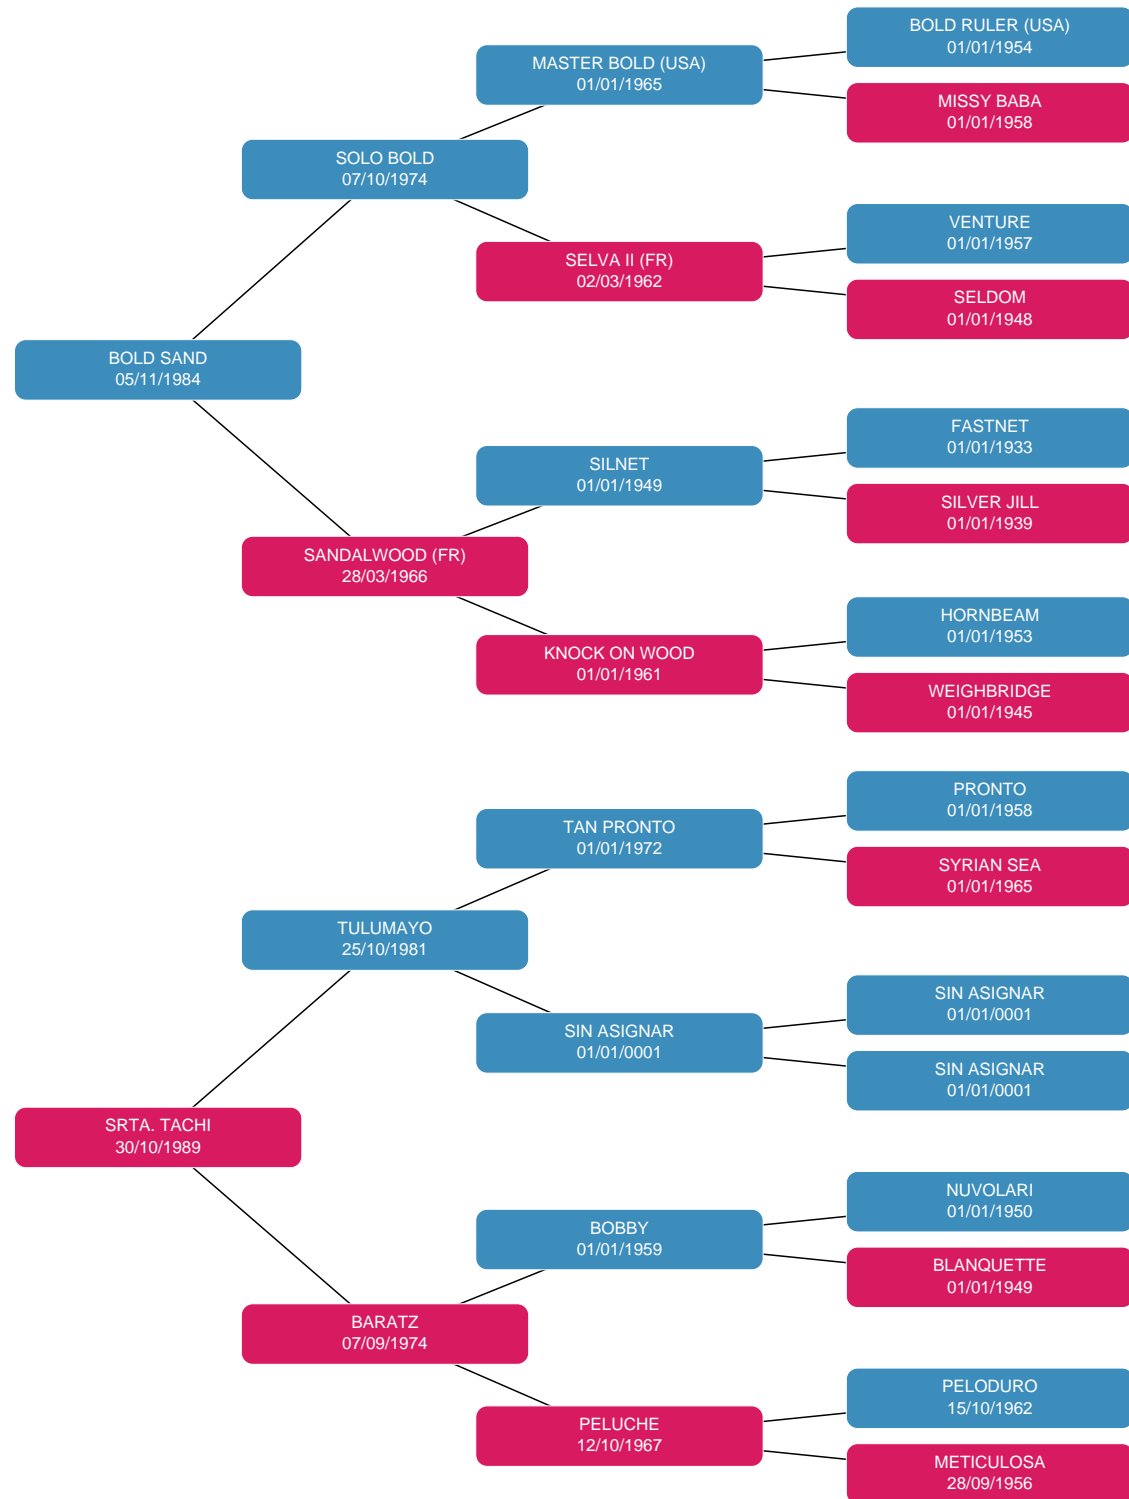 BOLD RULER (USA)
01/01/1954
MASTER BOLD (USA)
01/01/1965
MISSY BABA
01/01/1958
SOLO BOLD
07/10/1974
VENTURE
01/01/1957
SELVA II (FR)
02/03/1962
SELDOM
01/01/1948
BOLD SAND
05/11/1984
FASTNET
01/01/1933
SILNET
01/01/1949
SILVER JILL
01/01/1939
SANDALWOOD (FR)
28/03/1966
HORNBEAM
01/01/1953
KNOCK ON WOOD
01/01/1961
WEIGHBRIDGE
01/01/1945
PRONTO
01/01/1958
TAN PRONTO
01/01/1972
SYRIAN SEA
01/01/1965
TULUMAYO
25/10/1981
SIN ASIGNAR
01/01/0001
SIN ASIGNAR
01/01/0001
SIN ASIGNAR
01/01/0001
SRTA. TACHI
30/10/1989
NUVOLARI
01/01/1950
BOBBY
01/01/1959
BLANQUETTE
01/01/1949
BARATZ
07/09/1974
PELODURO
15/10/1962
PELUCHE
12/10/1967
METICULOSA
28/09/1956